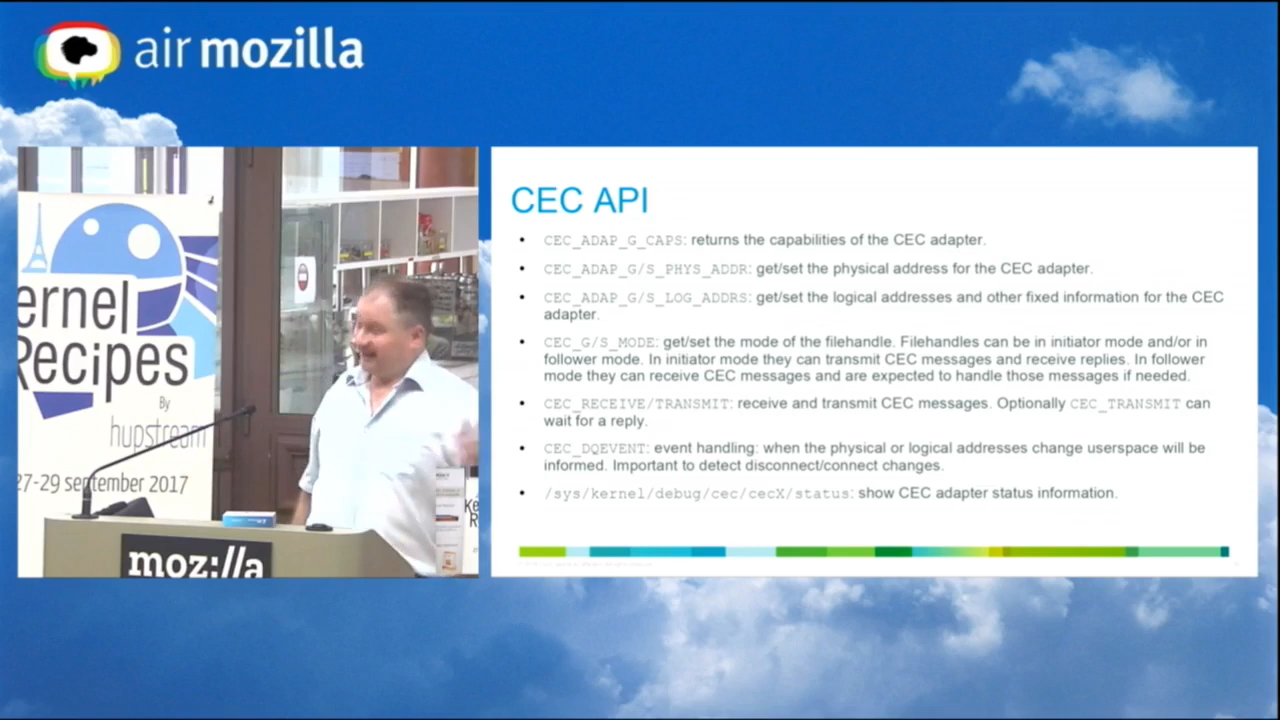 air mozilla
ernel
Recipes
By
hupstream
27-29 september 2017
moz://a
CEC API
• CEC_ADAP_G_CAPS: returns the capabilities of the CEC adapter.
• CEC_ADAP_G/S_PHYS_ADDR: get/set the physical address for the CEC adapter.
• CEC_ADAP_G/S_LOG_ADDRS: get/set the logical addresses and other fixed information for the CEC
adapter.
• CEC_G/S_MODE: get/set the mode of the filehandle. Filehandles can be in initiator mode and/or in
follower mode. In initiator mode they can transmit CEC messages and receive replies. In follower
mode they can receive CEC messages and are expected to handle those messages if needed.
• CEC_RECEIVE/TRANSMIT: receive and transmit CEC messages. Optionally CEC_TRANSMIT can
wait for a reply.
• CEC_DQEVENT: event handling: when the physical or logical addresses change userspace will be
informed. Important to detect disconnect/connect changes.
• /sys/kernel/debug/cec/cecX/status: show CEC adapter status information.